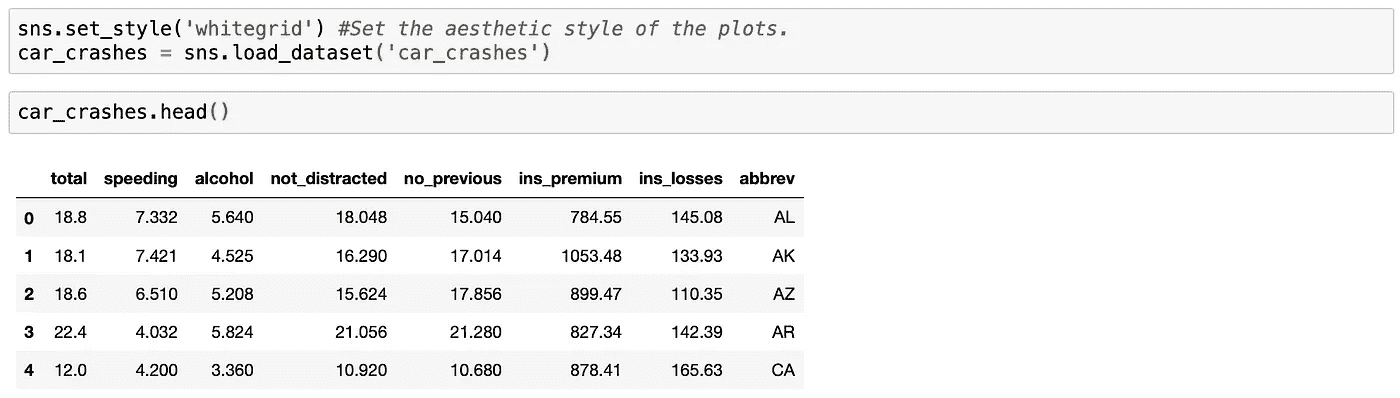 sns.set_style('whitegrid') #Set the aesthetic style of the plots.
car_crashes = sns.load_dataset('car_crashes')
car_crashes.head()
total speeding alcohol not_distracted no_previous ins_premium ins_losses abbrev
0 18.8 7.332 5.640 18.048 15.040 784.55 145.08 AL
1 18.1 7.421 4.525 16.290 17.014 1053.48 133.93 AK
2 18.6 6.510 5.208 15.624 17.856 899.47 110.35 AZ
3 22.4 4.032 5.824 21.056 21.280 827.34 142.39 AR
4 12.0 4.200 3.360 10.920 10.680 878.41 165.63 CA